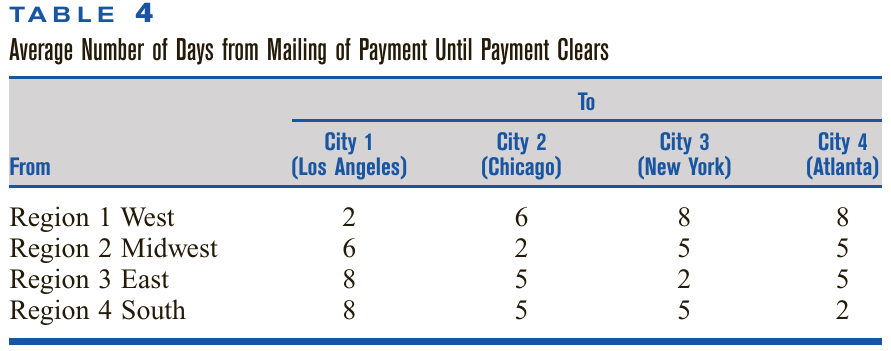 TABLE 4
Average Number of Days from Mailing of Payment Until Payment Clears
To
City 1 City 2 City 3 City 4
From (Los Angeles) (Chicago) (New York) (Atlanta)
Region 1 West 2 6 8 8
Region 2 Midwest 6 2 5 5
Region 3 East 8 5 2 5
Region 4 South 8 5 5 2